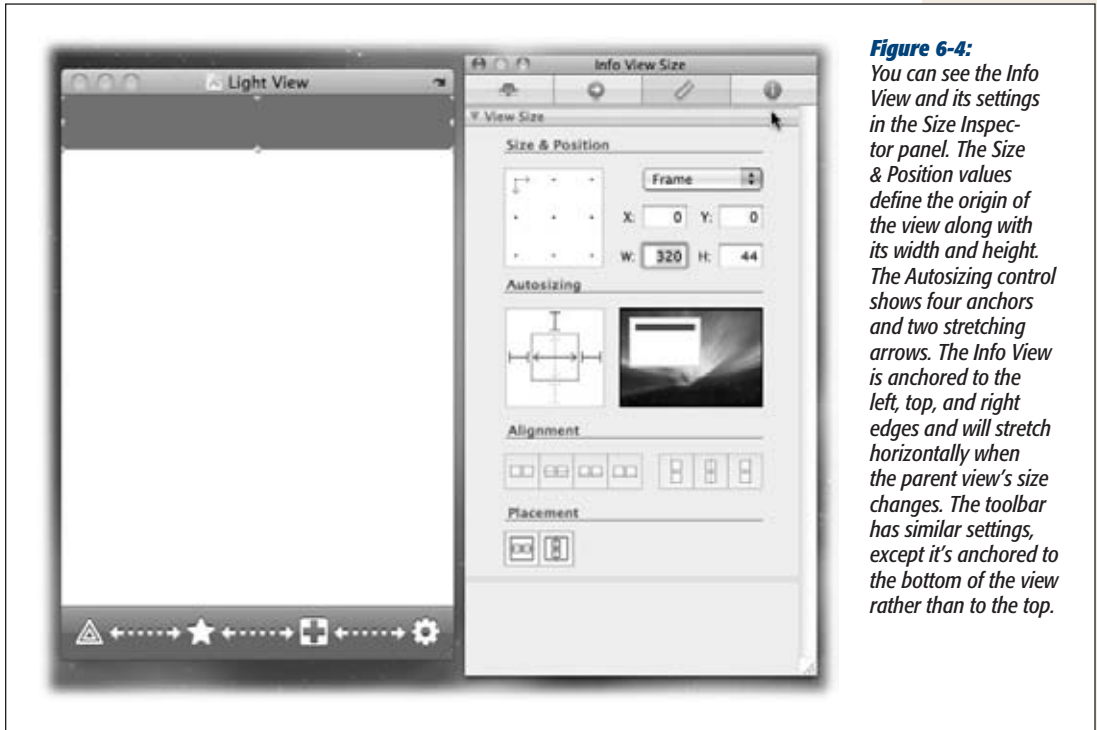 Light View
Info View Size
View Size
Size & Position
Frame
X: 0 Y: 0
W: 320 H: 44
Autosizing
Alignment
Placement
Figure 6-4:
You can see the Info
View and its settings
in the Size Inspec-
tor panel. The Size
& Position values
define the origin of
the view along with
its width and height.
The Autosizing control
shows four anchors
and two stretching
arrows. The Info View
is anchored to the
left, top, and right
edges and will stretch
horizontally when
the parent view's size
changes. The toolbar
has similar settings,
except it's anchored to
the bottom of the view
rather than to the top.